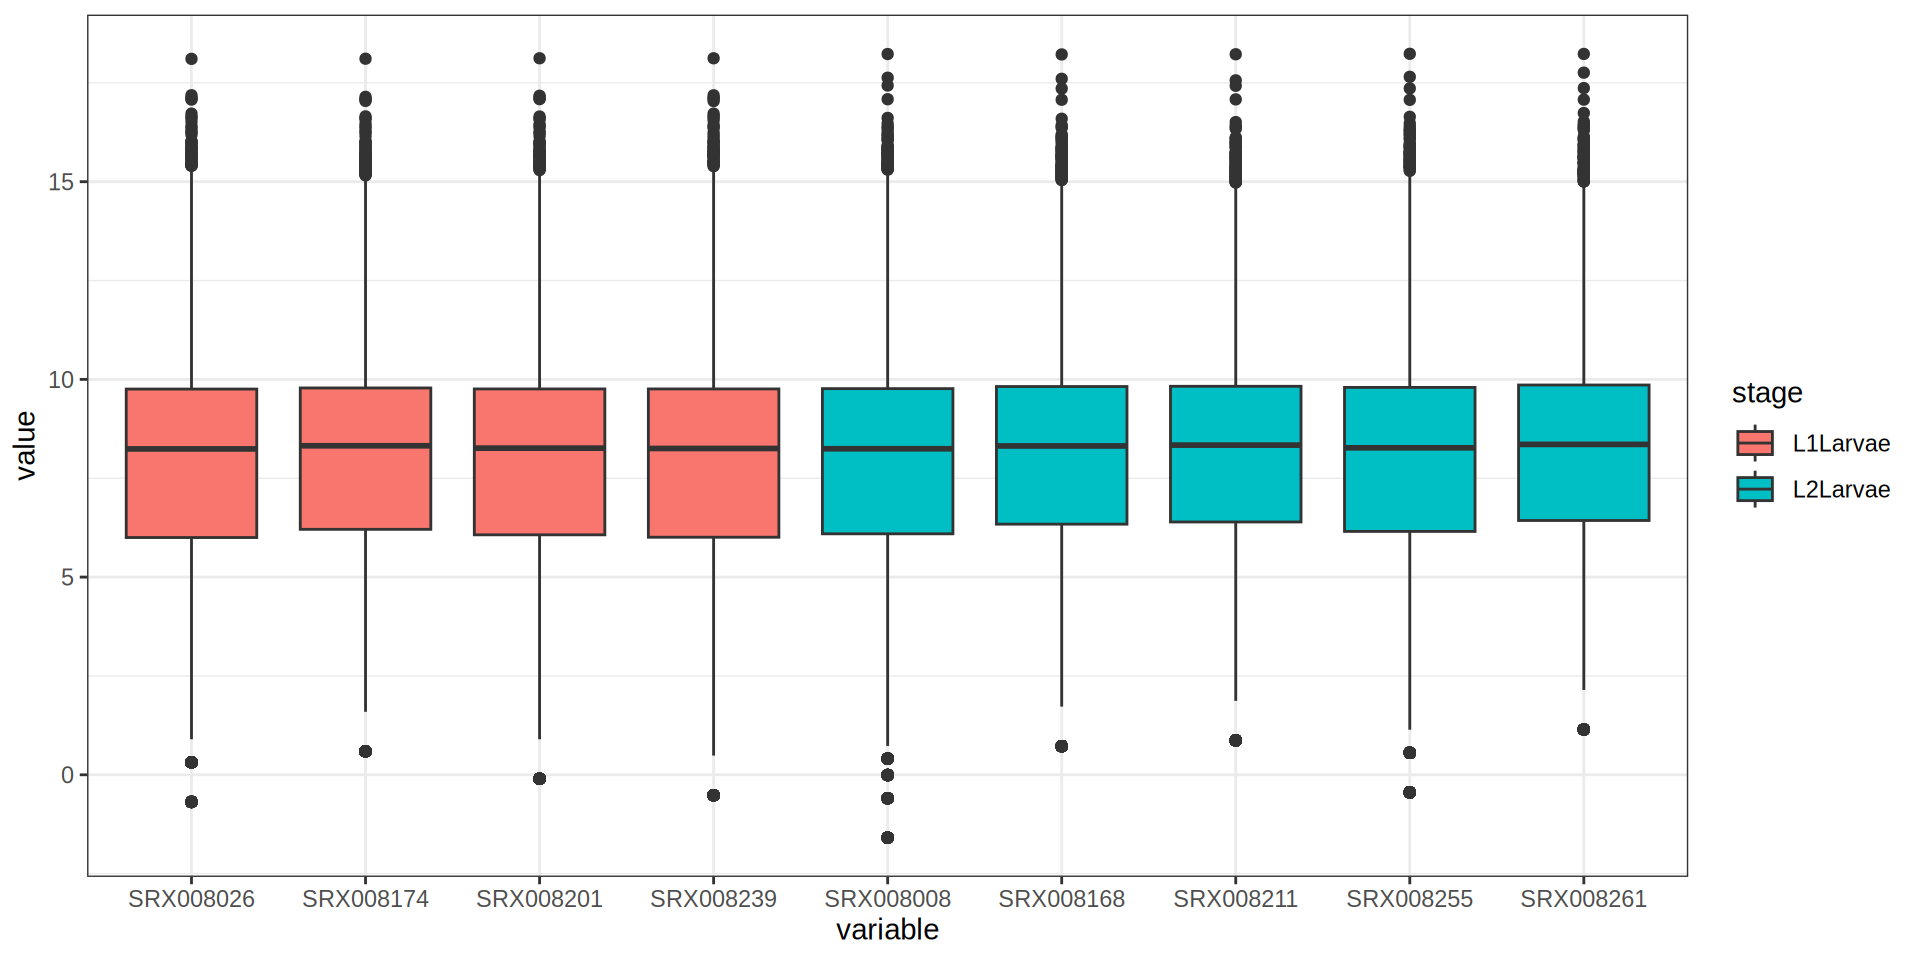 15
10
5
0
value
SRX008026 SRX008174 SRX008201 SRX008239 SRX008008 SRX008168 SRX008211 SRX008255 SRX008261
variable
stage
L1Larvae
L2Larvae